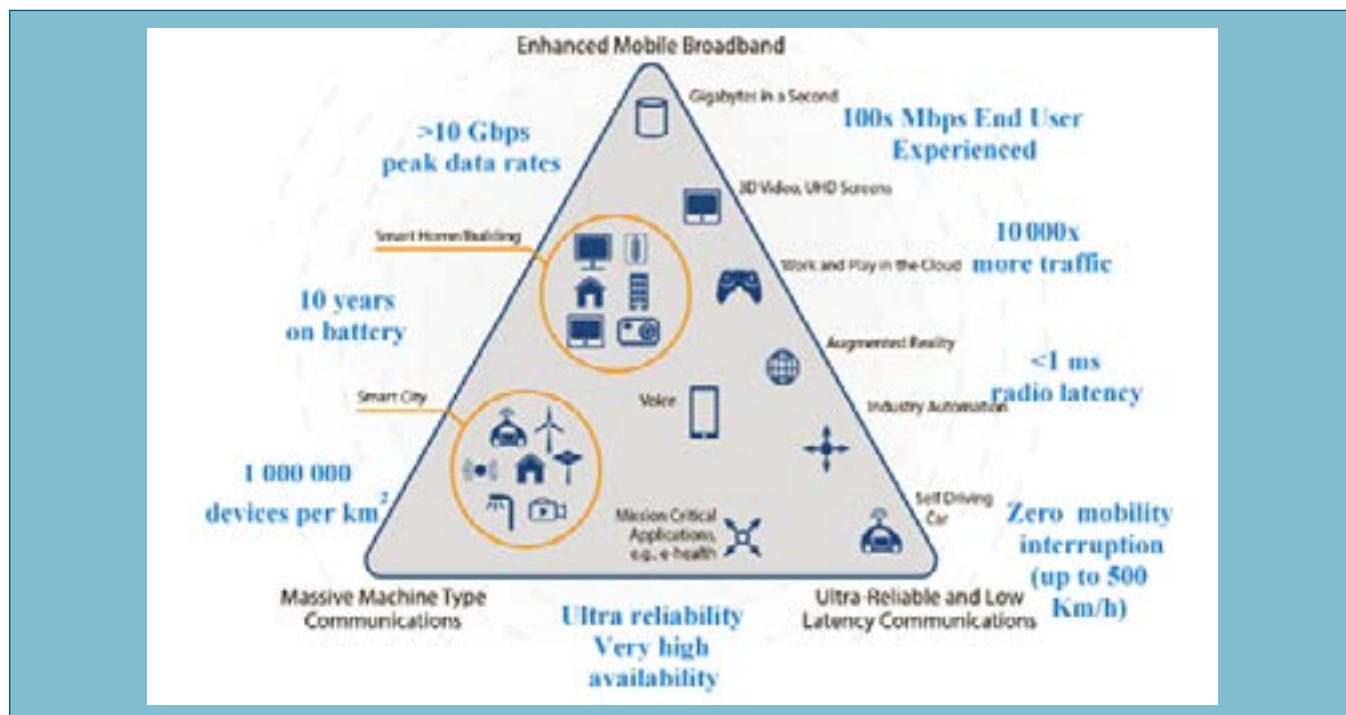 Enhanced Mobile Broadband
Gigabytes in a Second
>10 Gbps
peak data rates
100s Mbps End User
Experienced
3D Video, UHD Screens
Smart Home/Building
10 000x
more traffic
Work and Play in the Cloud
10 years
on battery
Augmented Reality
<1 ms
radio latency
Smart City
Voice
Industry Automation
1 000 000
devices per km²
Self Driving
Car
Mission Critical
Applications,
e.g., e-health
Zero mobility
interruption
(up to 500
Km/h)
Massive Machine Type
Communications
Ultra-Reliable and Low
Latency Communications
Ultra reliability
Very high
availability